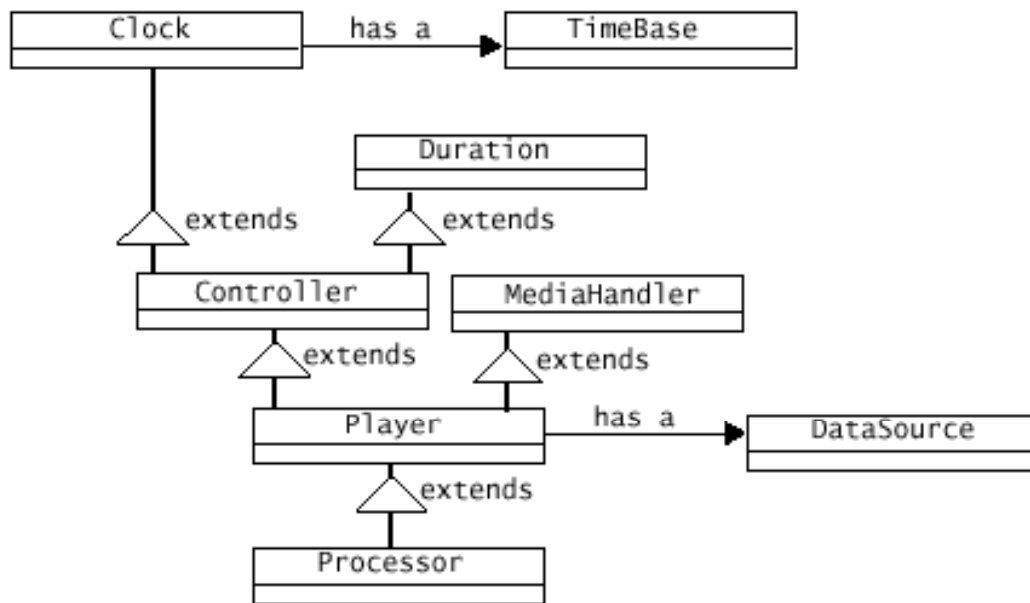 Clock
has a
TimeBase
Duration
extends
extends
Controller
MediaHandler
extends
extends
Player
has a
DataSource
extends
Processor